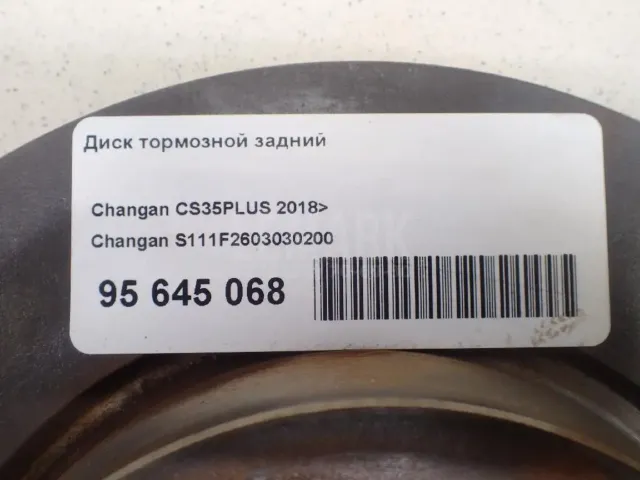 Диск тормозной задний
Changan CS35PLUS 2018>
Changan S111F2603030200
95 645 068